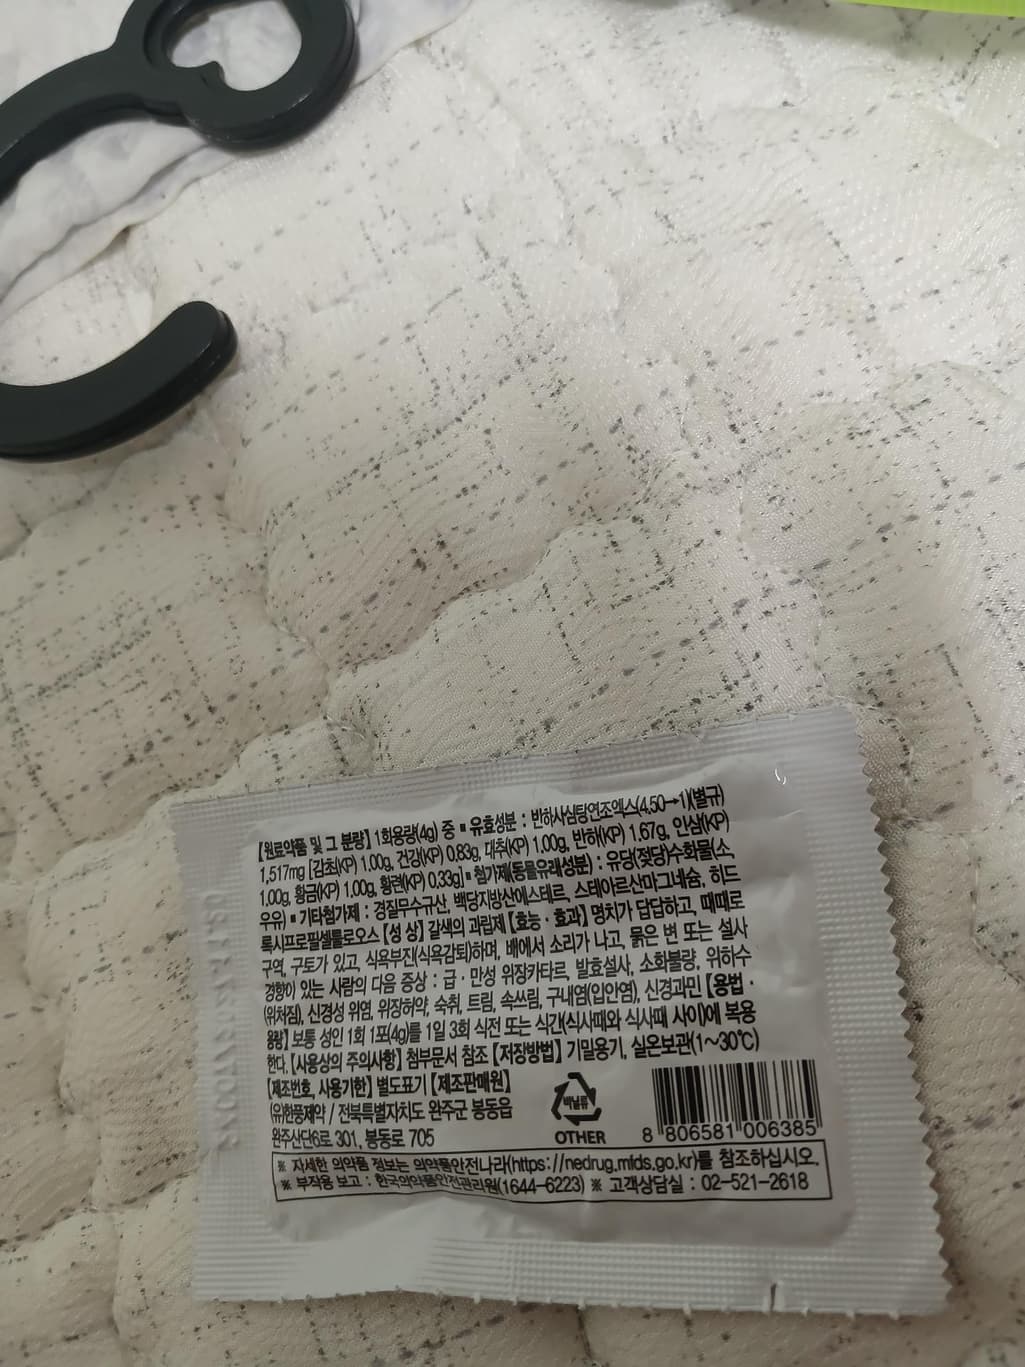 【원료약품 및 그 분량】 1회용량(4g) 중 ▪ 유효성분 : 반하사심탕연조엑스(4.50→1)(별규)
1,517mg [감초(KP) 1.00g, 건강(KP) 0.83g, 대추(KP) 1.00g, 반하(KP) 1.67g, 인삼(KP)
1.00g, 황금(KP) 1.00g, 황련(KP) 0.33g] ▪ 첨가제(동물유래성분) : 유당(젖당)수화물(소,
우유) ▪ 기타첨가제 : 경질무수규산, 백당지방산에스테르, 스테아르산마그네슘, 히드
록시프로필셀룰로오스 【성 상】 갈색의 과립제 【효능 · 효과】 명치가 답답하고, 때때로
구역, 구토가 있고, 식욕부진(식욕감퇴)하며, 배에서 소리가 나고, 묽은 변 또는 설사
경향이 있는 사람의 다음 증상 : 급 · 만성 위장카타르, 발효설사, 소화불량, 위하수
(위처짐), 신경성 위염, 위장허약, 숙취, 트림, 속쓰림, 구내염(입안염), 신경과민 【용법 ·
용량】 보통 성인 1회 1포(4g)를 1일 3회 식전 또는 식간(식사때와 식사때 사이)에 복용
한다. 【사용상의 주의사항】 첨부문서 참조 【저장방법】 기밀용기, 실온보관(1~30℃)
【제조번호, 사용기한】 별도표기 【제조판매원】
(유)한풍제약 / 전북특별자치도 완주군 봉동읍
완주산단6로 301, 봉동로 705
비닐류
OTHER
8 806581 006385
※ 자세한 의약품 정보는 의약품안전나라(https://nedrug.mfds.go.kr)를 참조하십시오.
※ 부작용 보고 : 한국의약품안전관리원(1644-6223) ※ 고객상담실 : 02-521-2618